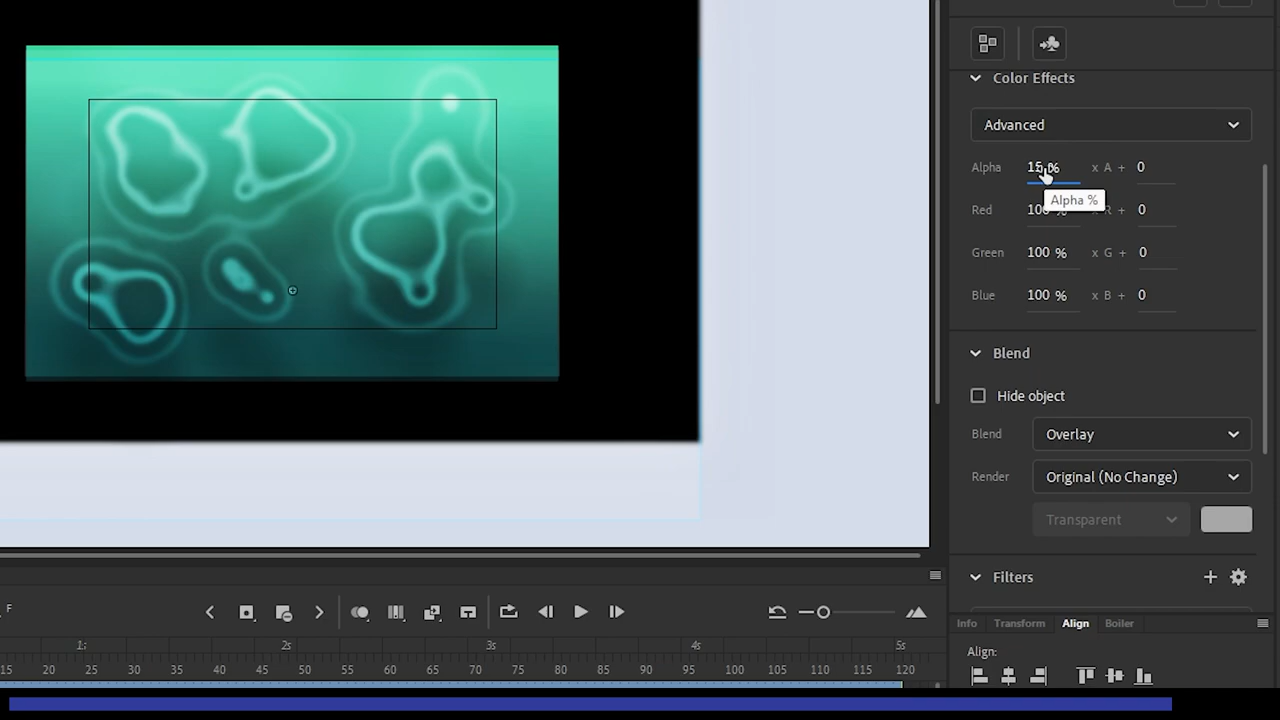 Color Effects
Advanced
Alpha 15 % x A + 0
Alpha %
Red 100 % x R + 0
Green 100 % x G + 0
Blue 100 % x B + 0
Blend
Hide object
Blend Overlay
Render Original (No Change)
Transparent
Filters
F
Info Transform Align Boiler
1s 2s 3s 4s 5s
15 20 25 30 35 40 45 50 55 60 65 70 75 80 85 90 95 100 105 110 115 120
Align: